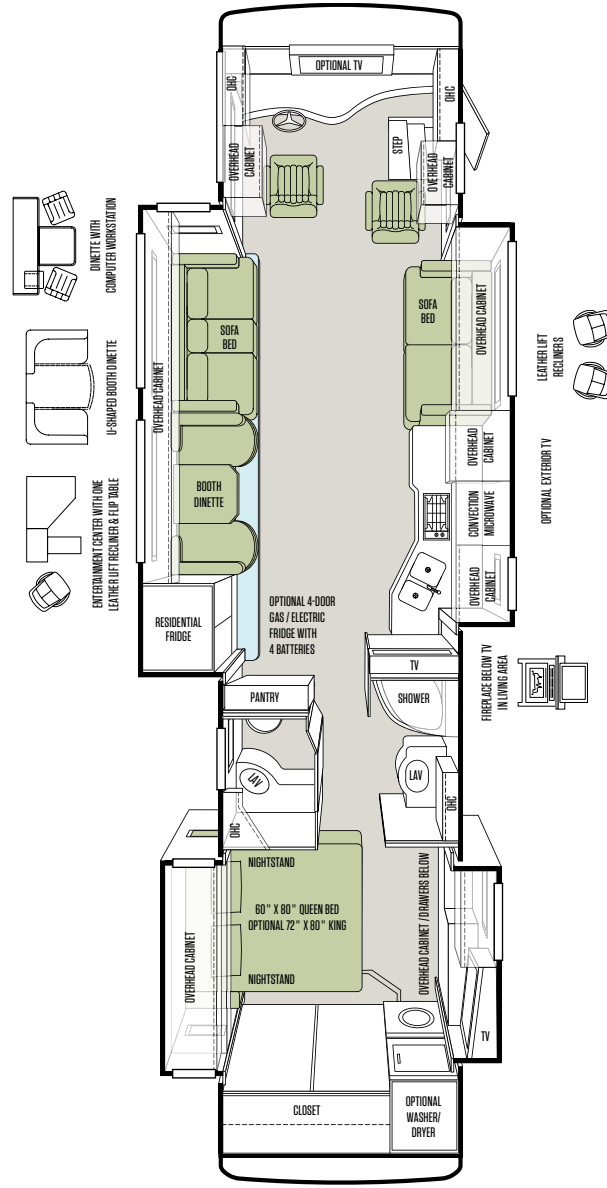 OPTIONAL TV
OHC
OHC
OVERHEAD
CABINET
STEP
OVERHEAD
CABINET
DINETTE WITH
COMPUTER WORKSTATION
U-SHAPED BOOTH DINETTE
ENTERTAINMENT CENTER WITH ONE
LEATHER LIFT RECLINER & FLIP TABLE
OVERHEAD CABINET
SOFA
BED
BOOTH
DINETTE
RESIDENTIAL
FRIDGE
OPTIONAL 4-DOOR
GAS / ELECTRIC
FRIDGE WITH
4 BATTERIES
SOFA
BED
OVERHEAD CABINET
OVERHEAD
CABINET
CONVECTION
MICROWAVE
OVERHEAD
CABINET
LEATHER LIFT
RECLINERS
OPTIONAL EXTERIOR TV
FIREPLACE BELOW TV
IN LIVING AREA
TV
PANTRY
SHOWER
LAV
LAV
OHC
OHC
NIGHTSTAND
60" X 80" QUEEN BED
OPTIONAL 72" X 80" KING
NIGHTSTAND
OVERHEAD CABINET
OVERHEAD CABINET / DRAWERS BELOW
TV
CLOSET
OPTIONAL
WASHER/
DRYER